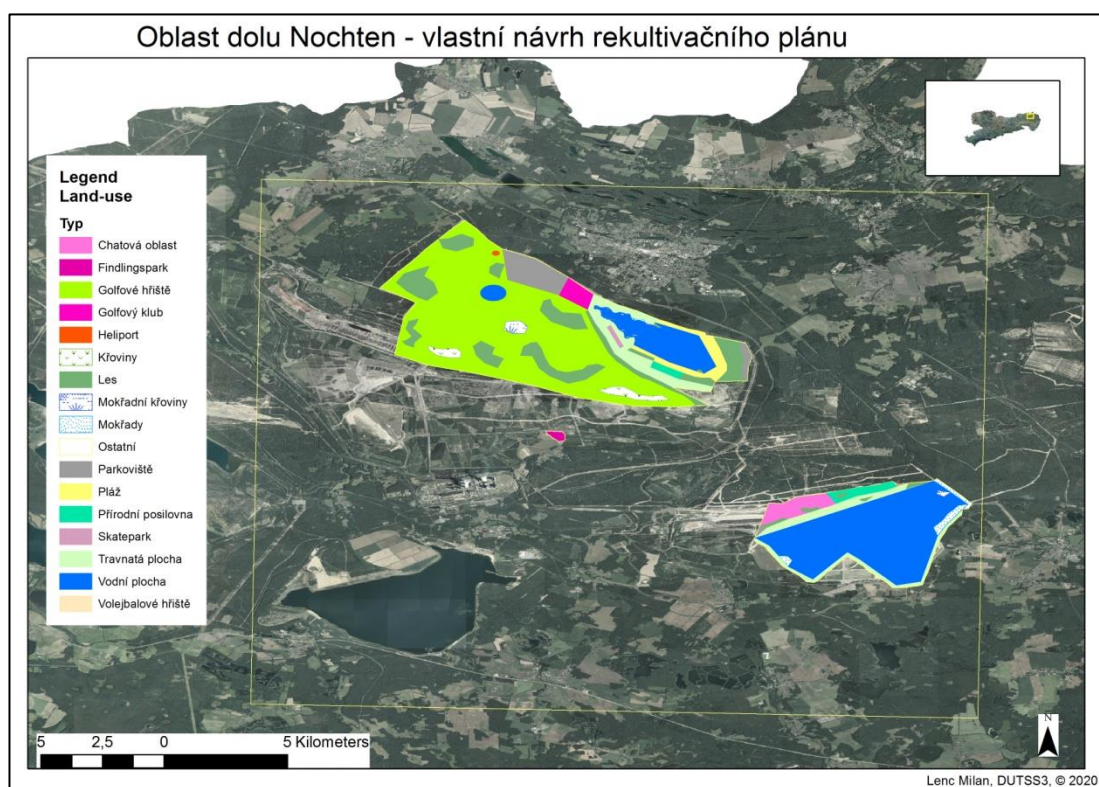 Oblast dolu Nochten - vlastní návrh rekultivačního plánu
Legend
Land-use
Typ
Chatová oblast
Findlingspark
Golfové hřiště
Golfový klub
Heliport
Křoviny
Les
Mokřadní křoviny
Mokřady
Ostatní
Parkoviště
Pláž
Přírodní posilovna
Skatepark
Travnatá plocha
Vodní plocha
Volejbalové hřiště
5 2,5 0 5 Kilometers
N
Lenc Milan, DUTSS3, © 2020